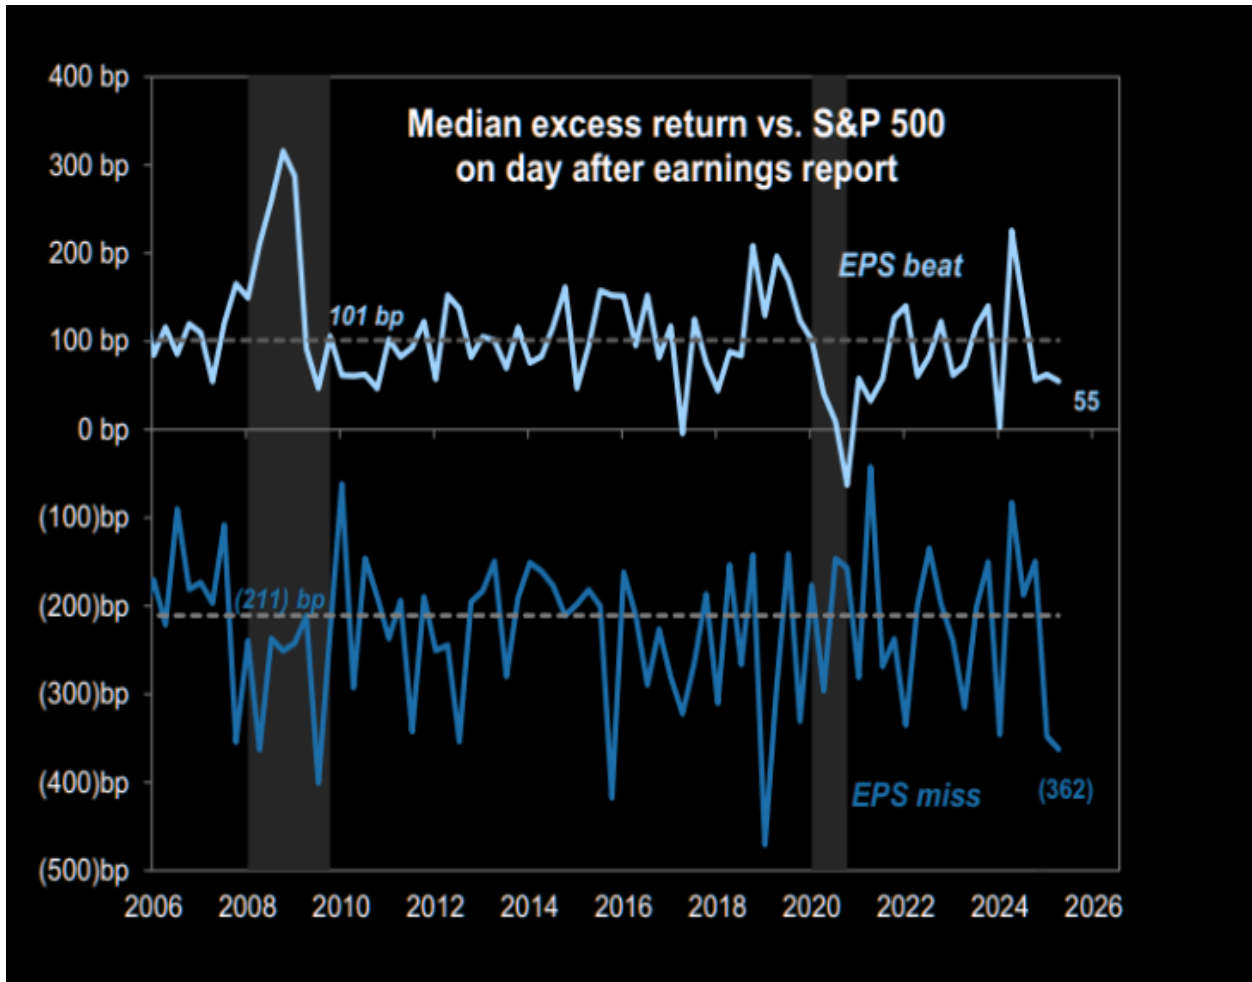 400 bp
Median excess return vs. S&P 500
on day after earnings report
300 bp
200 bp
EPS beat
101 bp
100 bp
55
0 bp
(100)bp
(211) bp
(200)bp
(300)bp
(400)bp
EPS miss
(362)
(500)bp
2006 2008 2010 2012 2014 2016 2018 2020 2022 2024 2026